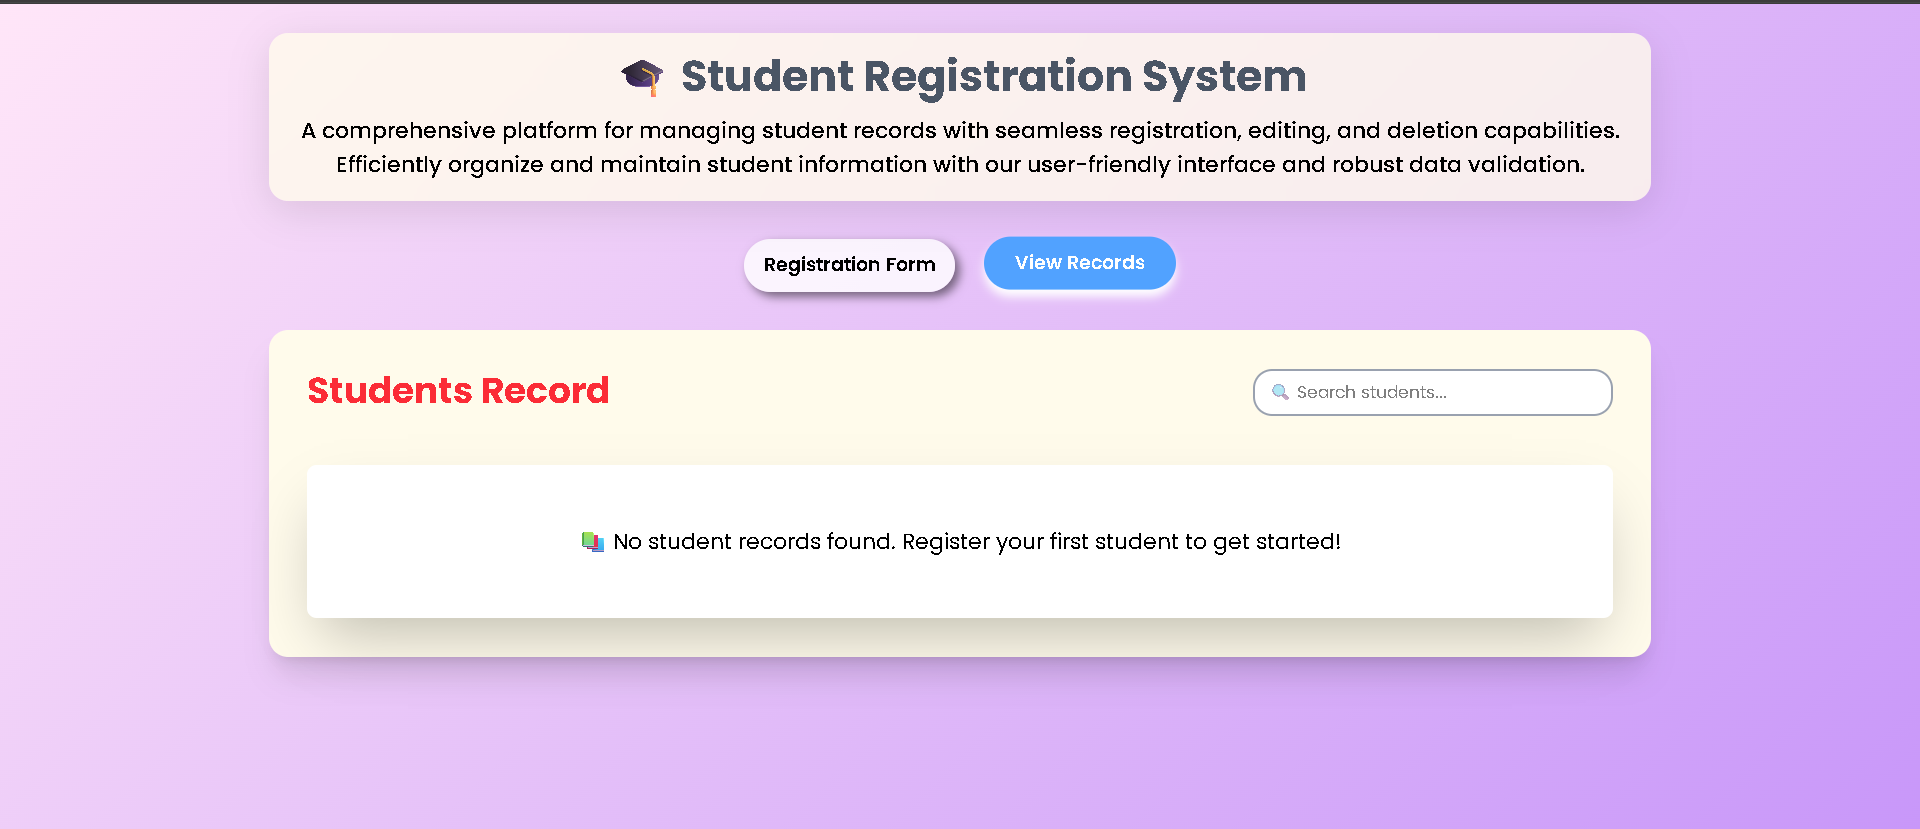 🎓 Student Registration System
A comprehensive platform for managing student records with seamless registration, editing, and deletion capabilities.
Efficiently organize and maintain student information with our user-friendly interface and robust data validation.
Registration Form
View Records
Students Record
🔍 Search students...
📚 No student records found. Register your first student to get started!